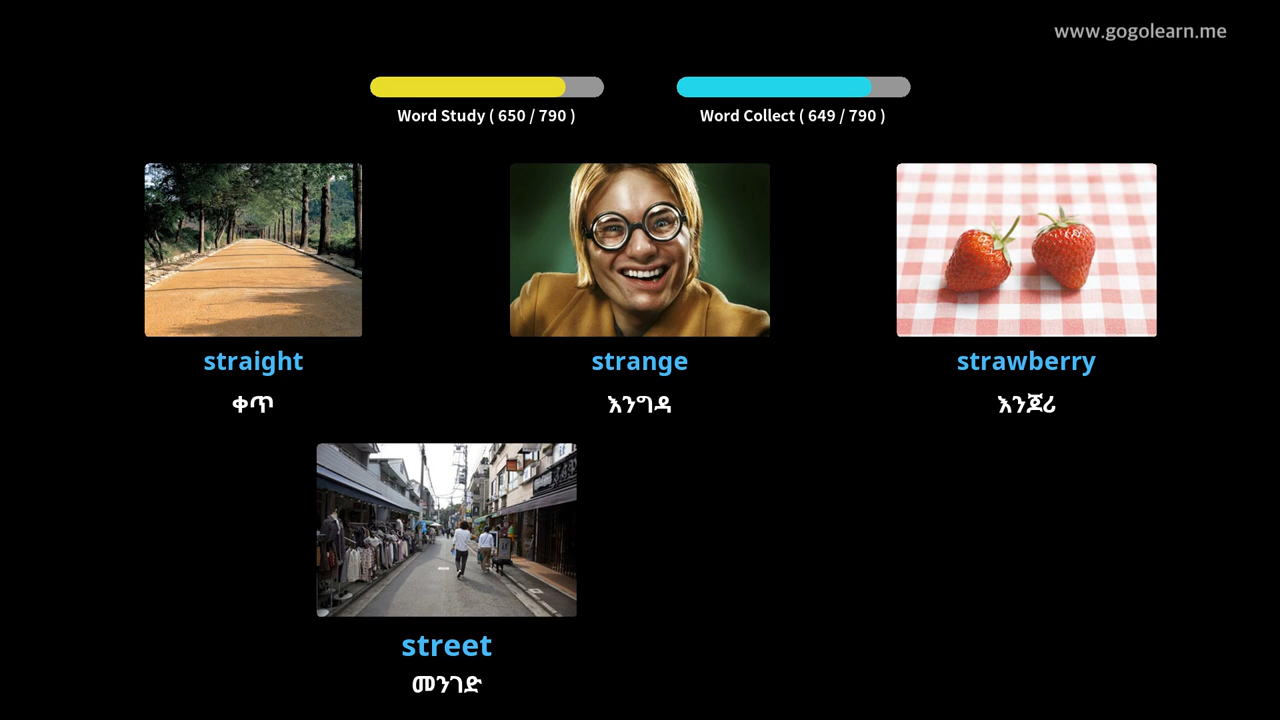 www.gogolearn.me
Word Study ( 650 / 790 )
Word Collect ( 649 / 790 )
straight
ቀጥ
strange
እንግዳ
strawberry
እንጆሪ
street
መንገድ